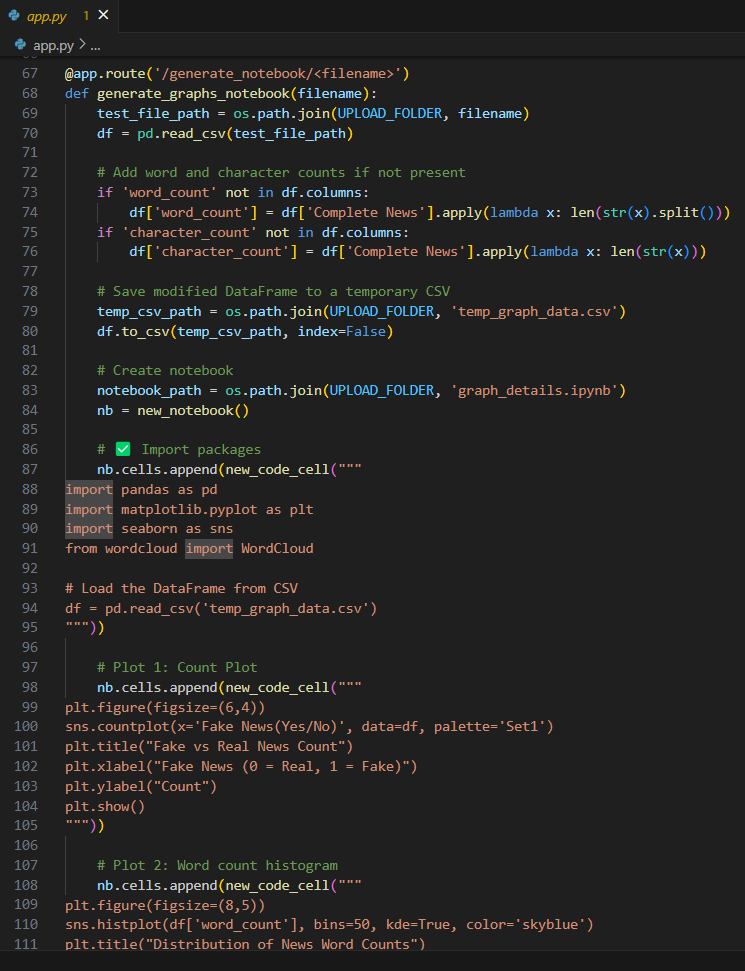 app.py 1 ×
app.py > ...
67 @app.route('/generate_notebook/<filename>')
68 def generate_graphs_notebook(filename):
69     test_file_path = os.path.join(UPLOAD_FOLDER, filename)
70     df = pd.read_csv(test_file_path)
71
72     # Add word and character counts if not present
73     if 'word_count' not in df.columns:
74         df['word_count'] = df['Complete News'].apply(lambda x: len(str(x).split()))
75     if 'character_count' not in df.columns:
76         df['character_count'] = df['Complete News'].apply(lambda x: len(str(x)))
77
78     # Save modified DataFrame to a temporary CSV
79     temp_csv_path = os.path.join(UPLOAD_FOLDER, 'temp_graph_data.csv')
80     df.to_csv(temp_csv_path, index=False)
81
82     # Create notebook
83     notebook_path = os.path.join(UPLOAD_FOLDER, 'graph_details.ipynb')
84     nb = new_notebook()
85
86     # ✅ Import packages
87     nb.cells.append(new_code_cell("""
88 import pandas as pd
89 import matplotlib.pyplot as plt
90 import seaborn as sns
91 from wordcloud import WordCloud
92
93 # Load the DataFrame from CSV
94 df = pd.read_csv('temp_graph_data.csv')
95 """))
96
97     # Plot 1: Count Plot
98     nb.cells.append(new_code_cell("""
99 plt.figure(figsize=(6,4))
100 sns.countplot(x='Fake News(Yes/No)', data=df, palette='Set1')
101 plt.title("Fake vs Real News Count")
102 plt.xlabel("Fake News (0 = Real, 1 = Fake)")
103 plt.ylabel("Count")
104 plt.show()
105 """))
106
107     # Plot 2: Word count histogram
108     nb.cells.append(new_code_cell("""
109 plt.figure(figsize=(8,5))
110 sns.histplot(df['word_count'], bins=50, kde=True, color='skyblue')
111 plt.title("Distribution of News Word Counts")